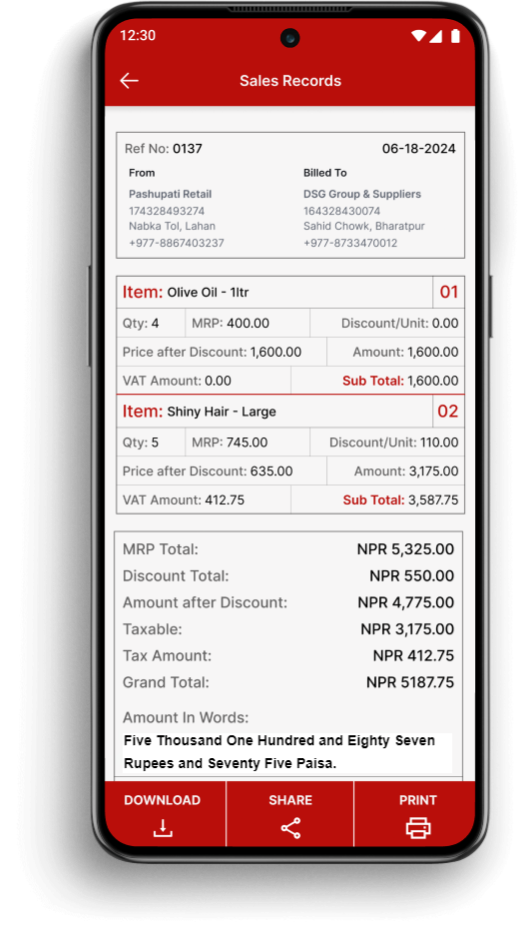 12:30
Sales Records
Ref No: 0137 06-18-2024
From Billed To
Pashupati Retail DSG Group & Suppliers
174328493274 164328430074
Nabka Tol, Lahan Sahid Chowk, Bharatpur
+977-8867403237 +977-8733470012
Item: Olive Oil - 1ltr 01
Qty: 4 MRP: 400.00 Discount/Unit: 0.00
Price after Discount: 1,600.00 Amount: 1,600.00
VAT Amount: 0.00 Sub Total: 1,600.00
Item: Shiny Hair - Large 02
Qty: 5 MRP: 745.00 Discount/Unit: 110.00
Price after Discount: 635.00 Amount: 3,175.00
VAT Amount: 412.75 Sub Total: 3,587.75
MRP Total: NPR 5,325.00
Discount Total: NPR 550.00
Amount after Discount: NPR 4,775.00
Taxable: NPR 3,175.00
Tax Amount: NPR 412.75
Grand Total: NPR 5187.75
Amount In Words:
Five Thousand One Hundred and Eighty Seven
Rupees and Seventy Five Paisa.
DOWNLOAD SHARE PRINT